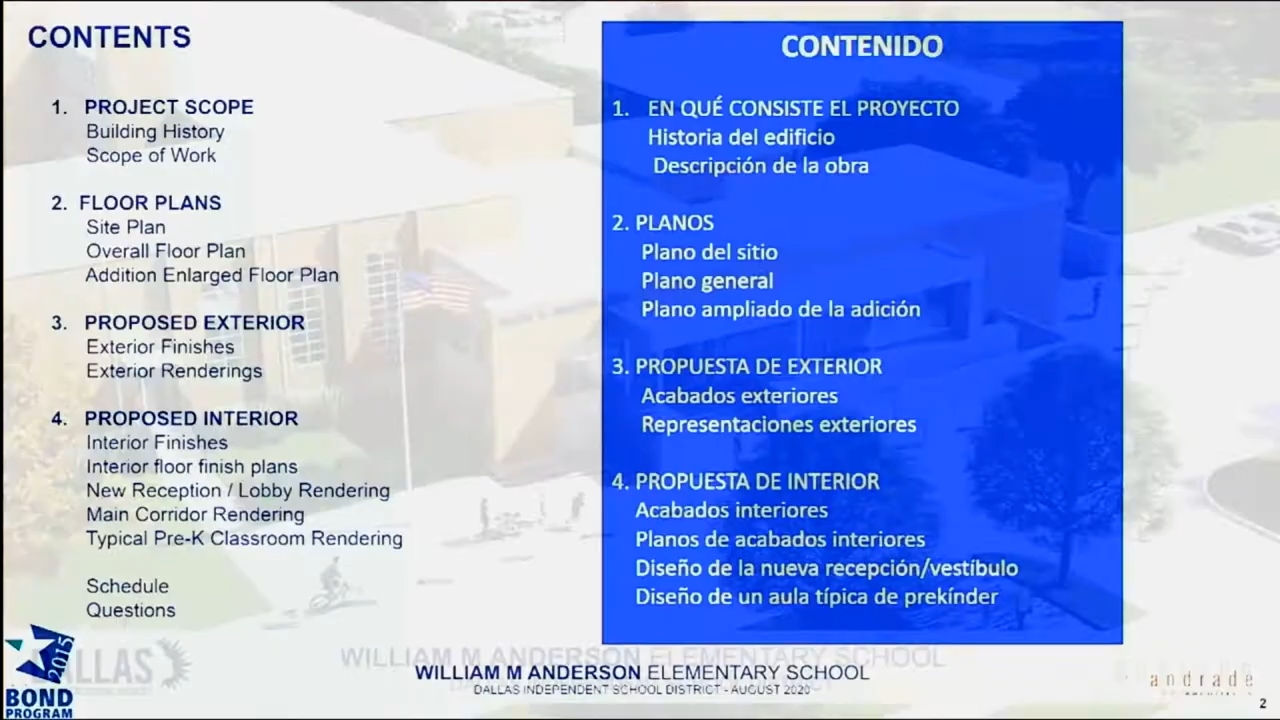 CONTENTS
1. PROJECT SCOPE
Building History
Scope of Work
2. FLOOR PLANS
Site Plan
Overall Floor Plan
Addition Enlarged Floor Plan
3. PROPOSED EXTERIOR
Exterior Finishes
Exterior Renderings
4. PROPOSED INTERIOR
Interior Finishes
Interior floor finish plans
New Reception / Lobby Rendering
Main Corridor Rendering
Typical Pre-K Classroom Rendering
Schedule
Questions
CONTENIDO
1. EN QUÉ CONSISTE EL PROYECTO
Historia del edificio
Descripción de la obra
2. PLANOS
Plano del sitio
Plano general
Plano ampliado de la adición
3. PROPUESTA DE EXTERIOR
Acabados exteriores
Representaciones exteriores
4. PROPUESTA DE INTERIOR
Acabados interiores
Planos de acabados interiores
Diseño de la nueva recepción/vestíbulo
Diseño de un aula típica de prekínder
2015
BOND
PROGRAM
DALLAS
WILLIAM M ANDERSON ELEMENTARY SCHOOL
WILLIAM M ANDERSON ELEMENTARY SCHOOL
DALLAS INDEPENDENT SCHOOL DISTRICT - AUGUST 2020
andrade
2